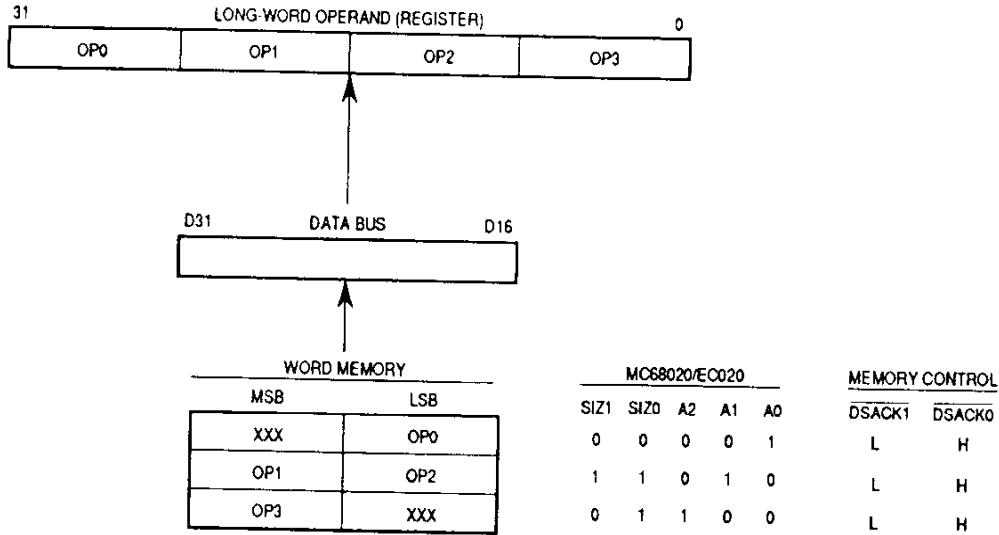 31 LONG-WORD OPERAND (REGISTER) 0
OP0 OP1 OP2 OP3
D31 DATA BUS D16
WORD MEMORY MC68020/EC020 MEMORY CONTROL
MSB LSB SIZ1 SIZ0 A2 A1 A0 DSACK1 DSACK0
XXX OP0 0 0 0 0 1 L H
OP1 OP2 1 1 0 1 0 L H
OP3 XXX 0 1 1 0 0 L H